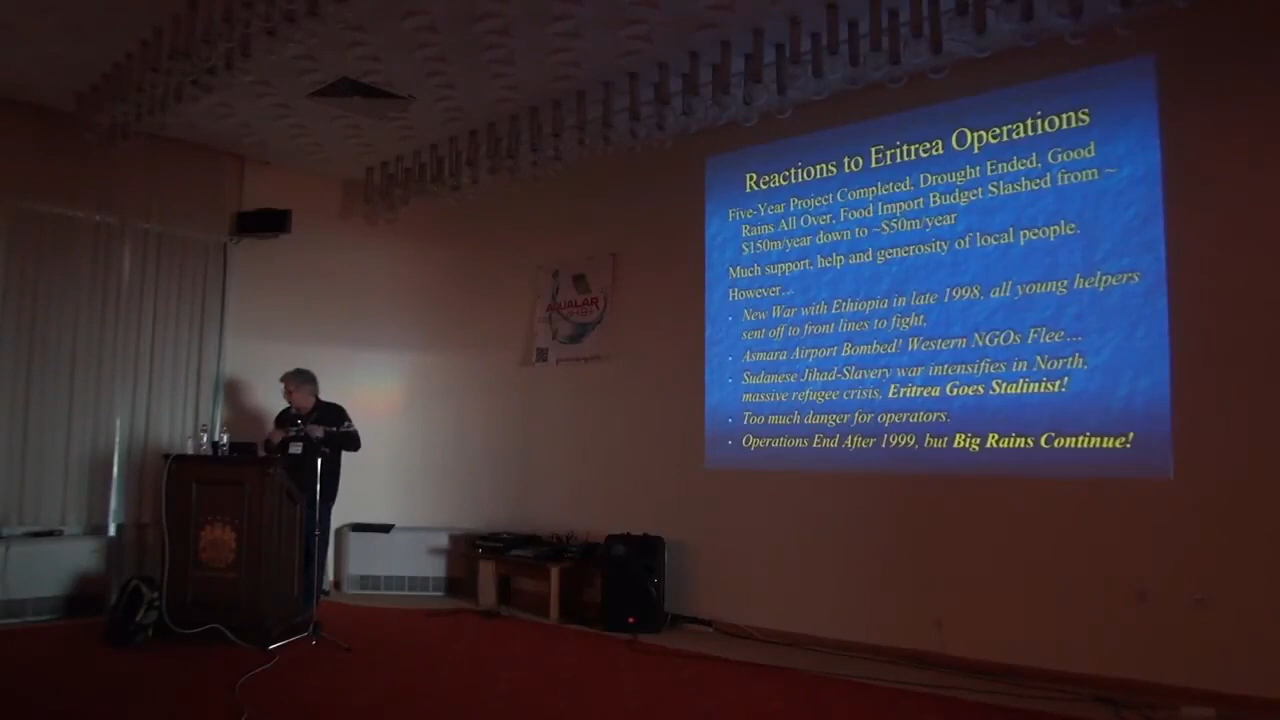 Reactions to Eritrea Operations
Five-Year Project Completed, Drought Ended, Good
Rains All Over, Food Import Budget Slashed from ~
$150m/year down to ~$50m/year
Much support, help and generosity of local people.
However...
• New War with Ethiopia in late 1998, all young helpers
sent off to front lines to fight,
• Asmara Airport Bombed! Western NGOs Flee...
• Sudanese Jihad-Slavery war intensifies in North,
massive refugee crisis, Eritrea Goes Stalinist!
• Too much danger for operators.
• Operations End After 1999, but Big Rains Continue!
AQUALAR